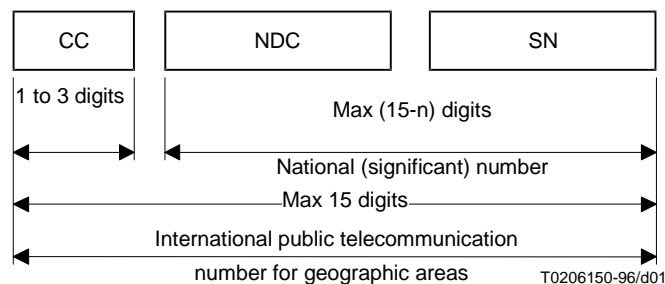 CC NDC SN
1 to 3 digits
Max (15-n) digits
National (significant) number
Max 15 digits
International public telecommunication
number for geographic areas
T0206150-96/d01